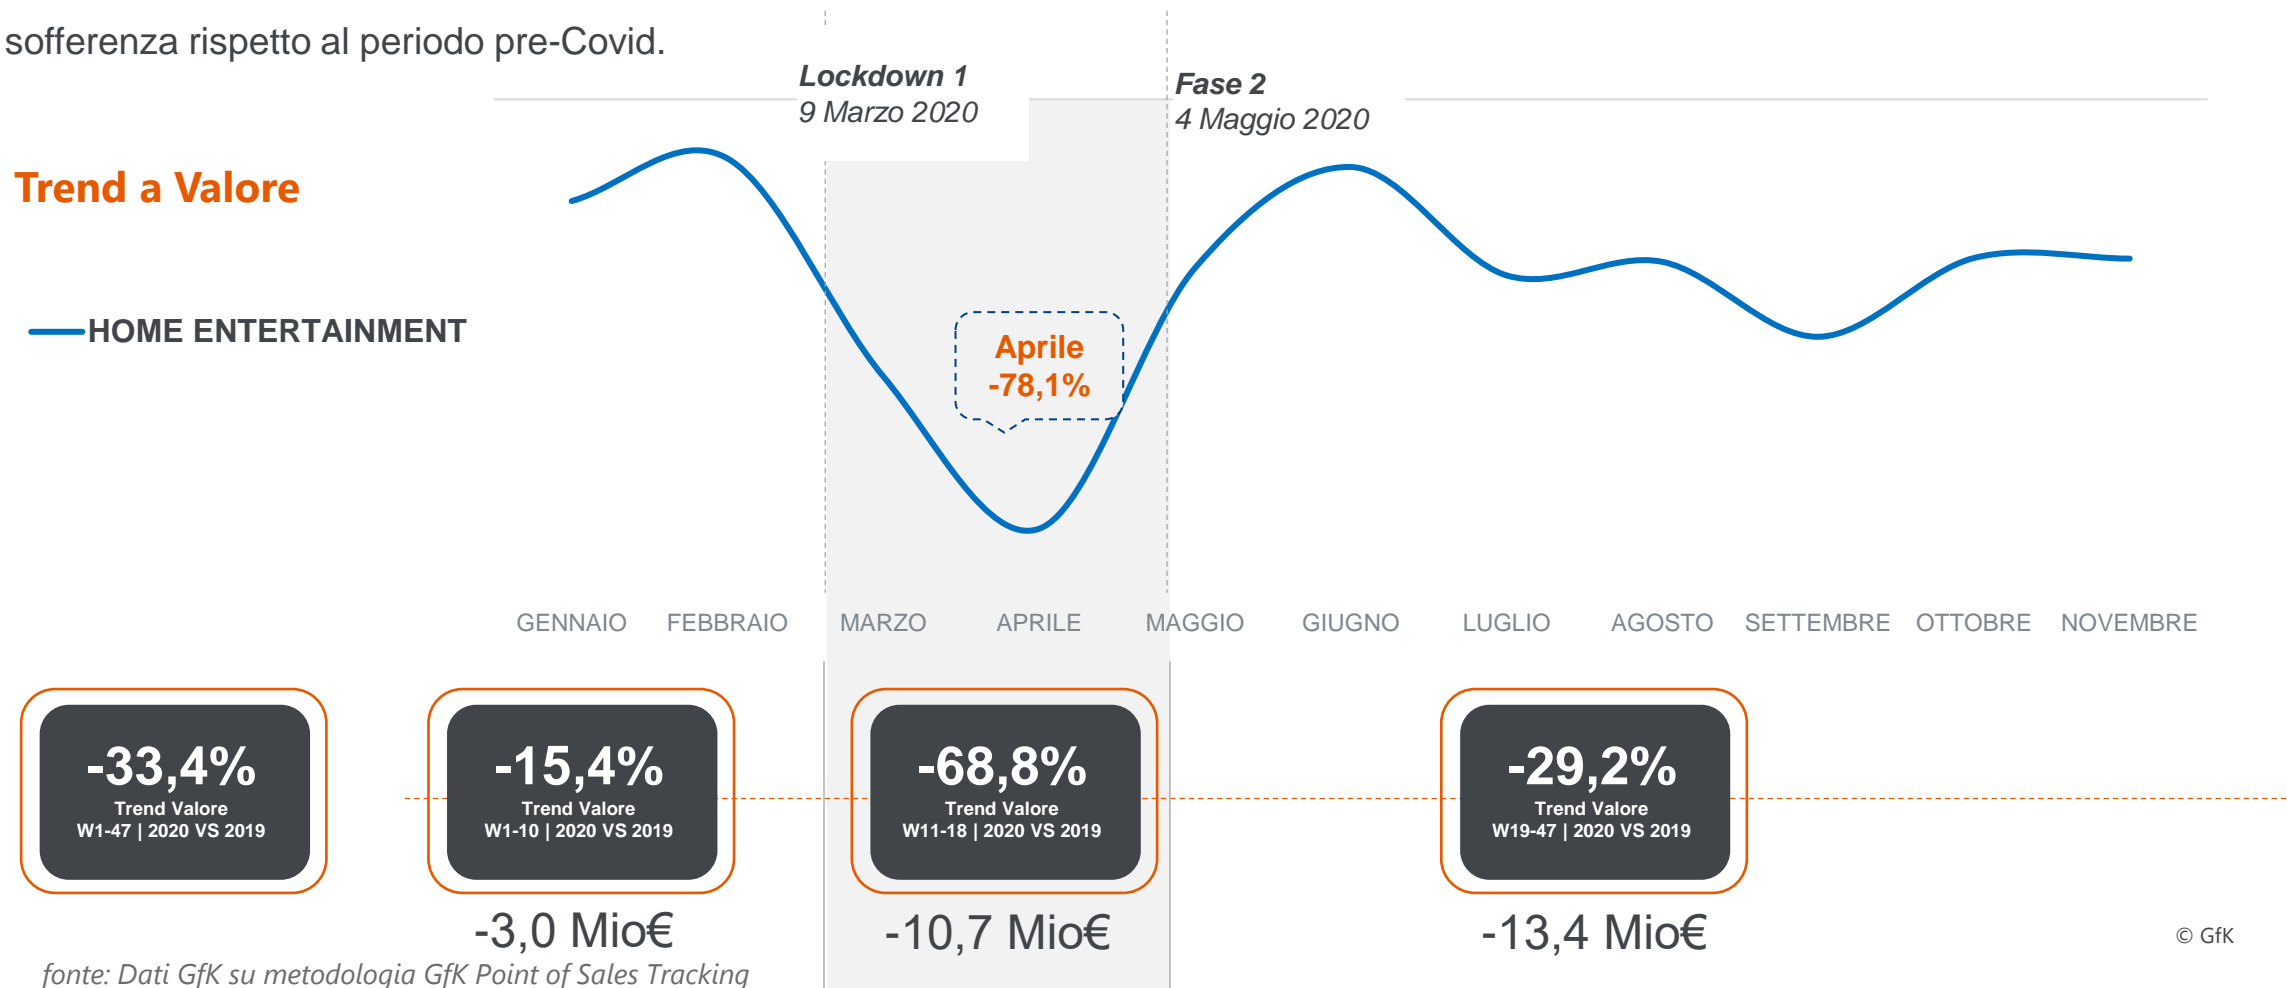 sofferenza rispetto al periodo pre-Covid.
Lockdown 1
9 Marzo 2020
Fase 2
4 Maggio 2020
Trend a Valore
HOME ENTERTAINMENT
Aprile
-78,1%
GENNAIO FEBBRAIO MARZO APRILE MAGGIO GIUGNO LUGLIO AGOSTO SETTEMBRE OTTOBRE NOVEMBRE
-33,4%
Trend Valore
W1-47 | 2020 VS 2019
-15,4%
Trend Valore
W1-10 | 2020 VS 2019
-68,8%
Trend Valore
W11-18 | 2020 VS 2019
-29,2%
Trend Valore
W19-47 | 2020 VS 2019
-3,0 Mio€
-10,7 Mio€
-13,4 Mio€
© GfK
fonte: Dati GfK su metodologia GfK Point of Sales Tracking